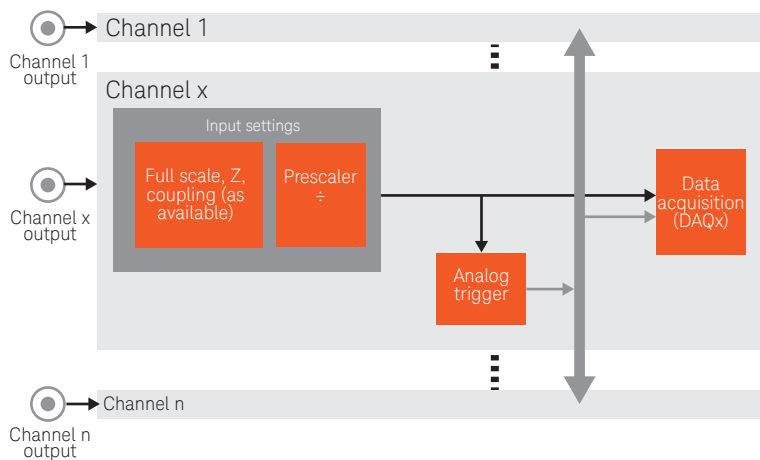 Channel 1
Channel 1
output
Channel x
Input settings
Full scale, Z,
coupling (as
available)
Prescaler
÷
Data
acquisition
(DAQx)
Channel x
output
Analog
trigger
Channel n
Channel n
output